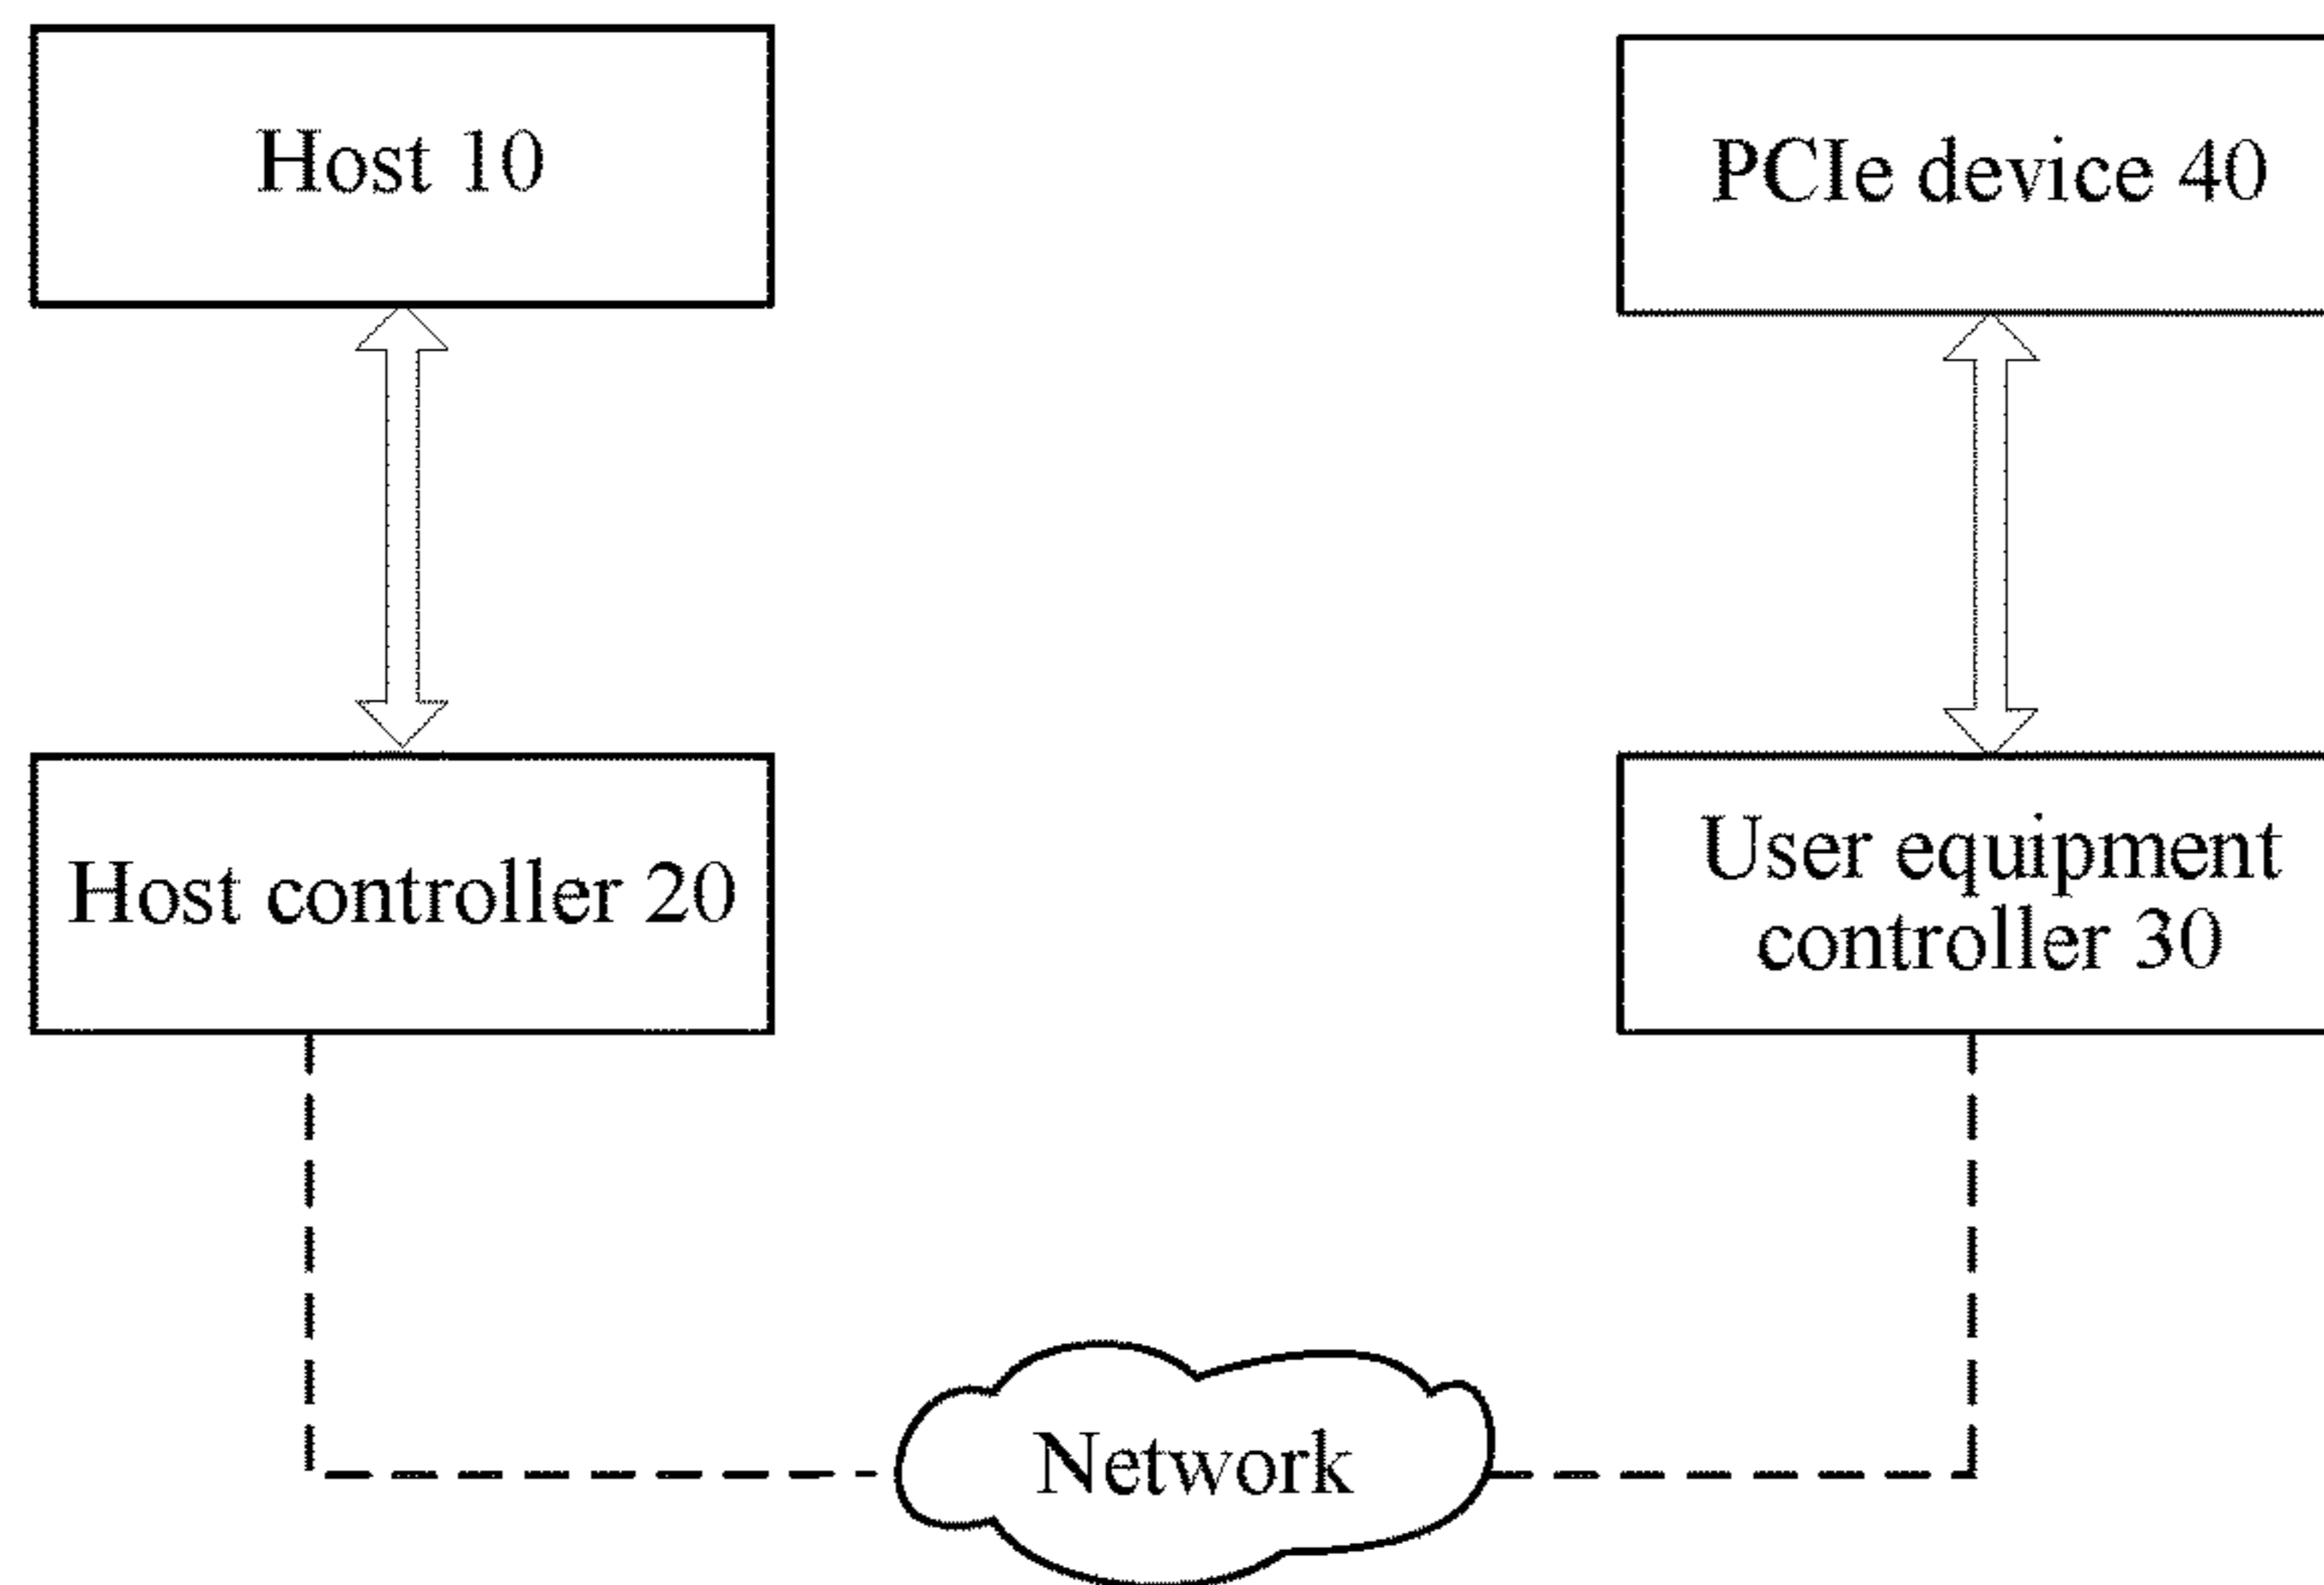 Host 10
PCIe device 40
Host controller 20
User equipment
controller 30
Network